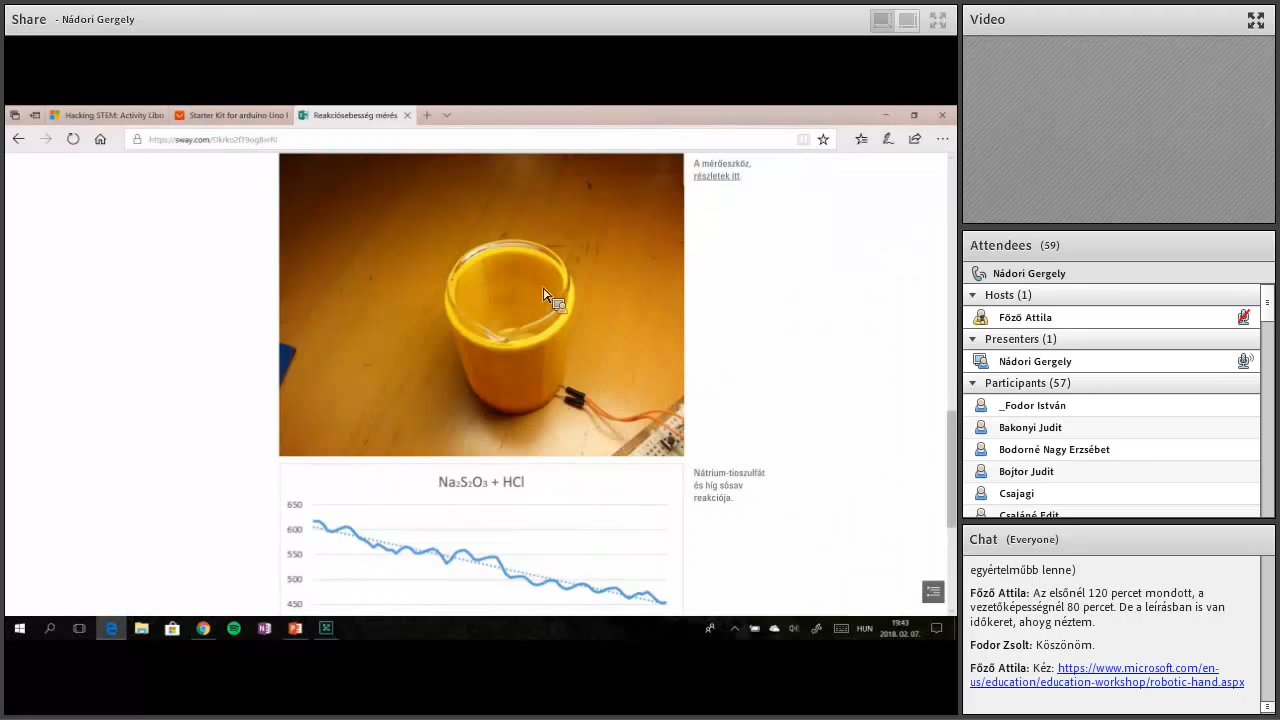 Share - Nádori Gergely
Hacking STEM: Activity Libra
Starter Kit for arduino Uno
Reakciósebesség mérés
A mérőeszköz,
részletek itt.
Na₂S₂O₃ + HCl
650
600
550
500
450
Nátrium-tioszulfát
és híg sósav
reakciója.
HUN
19:43
2018. 02. 07.
Video
Attendees (59)
Nádori Gergely
Hosts (1)
Főző Attila
Presenters (1)
Nádori Gergely
Participants (57)
_Fodor István
Bakonyi Judit
Bodorné Nagy Erzsébet
Bojtor Judit
Csajagi
Csaláné Edit
Chat (Everyone)
egyértelműbb lenne)
Főző Attila: Az elsőnél 120 percet mondott, a
vezetőképességnél 80 percet. De a leírásban is van
időkeret, ahoyg néztem.
Fodor Zsolt: Köszönöm.
Főző Attila: Kéz: https://www.microsoft.com/en-
us/education/education-workshop/robotic-hand.aspx